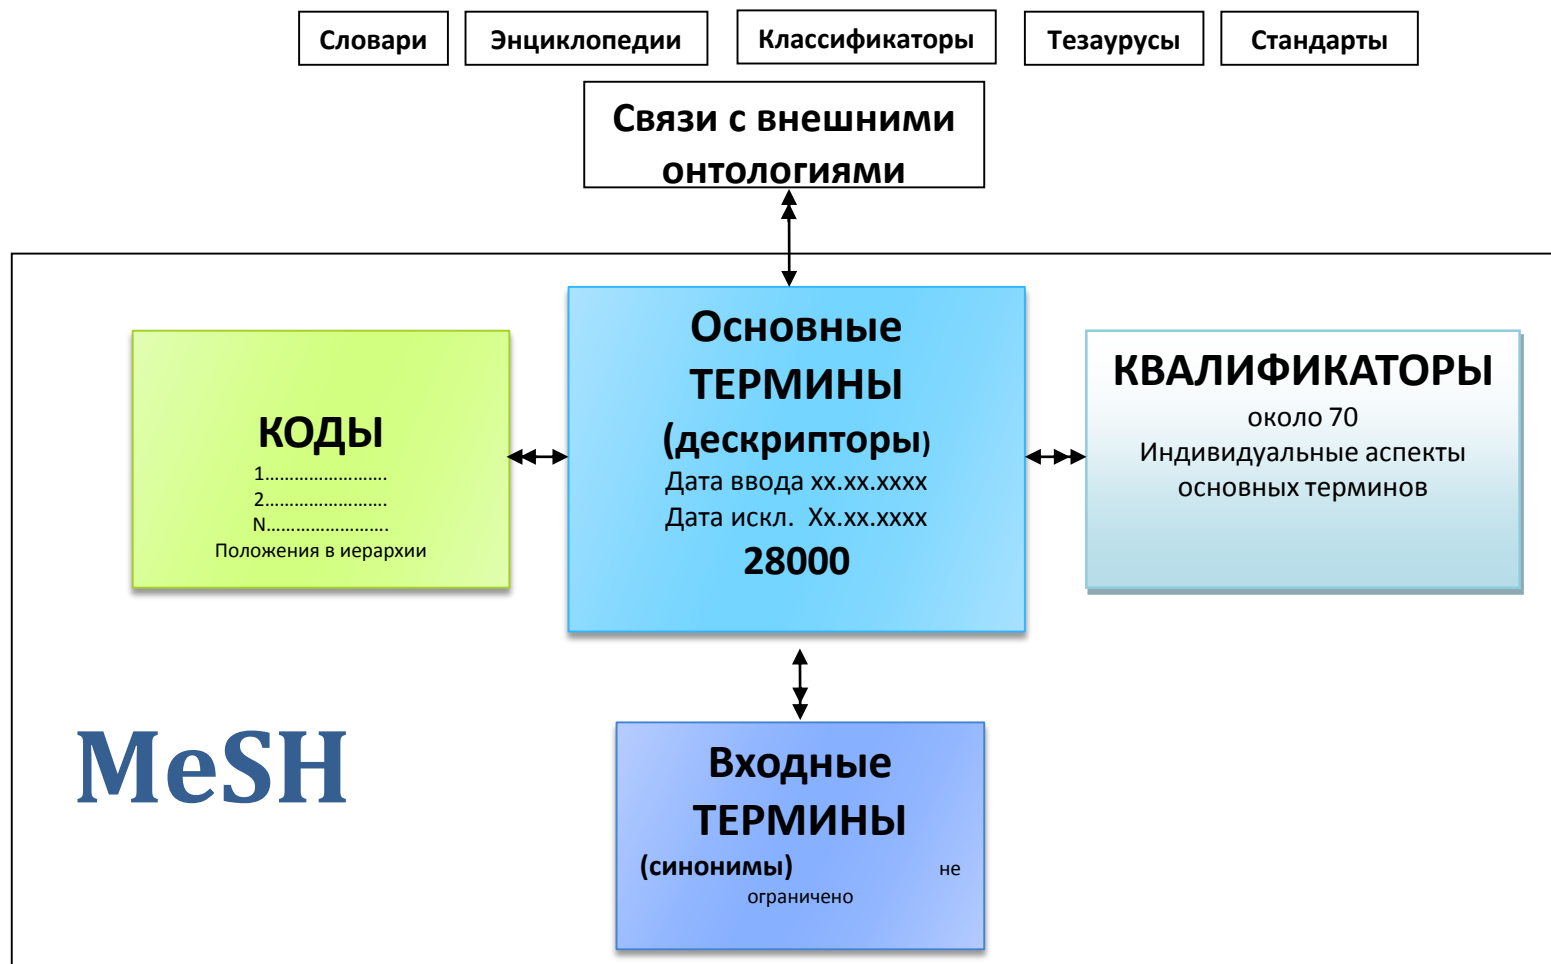 Словари
Энциклопедии
Классификаторы
Тезаурусы
Стандарты
Связи с внешними
онтологиями
КОДЫ
1…………………….
2…………………….
N…………………….
Положения в иерархии
Основные
ТЕРМИНЫ
(дескрипторы)
Дата ввода xx.xx.xxxx
Дата искл. Xx.xx.xxxx
28000
КВАЛИФИКАТОРЫ
около 70
Индивидуальные аспекты
основных терминов
MeSH
Входные
ТЕРМИНЫ
(синонимы) не
ограничено